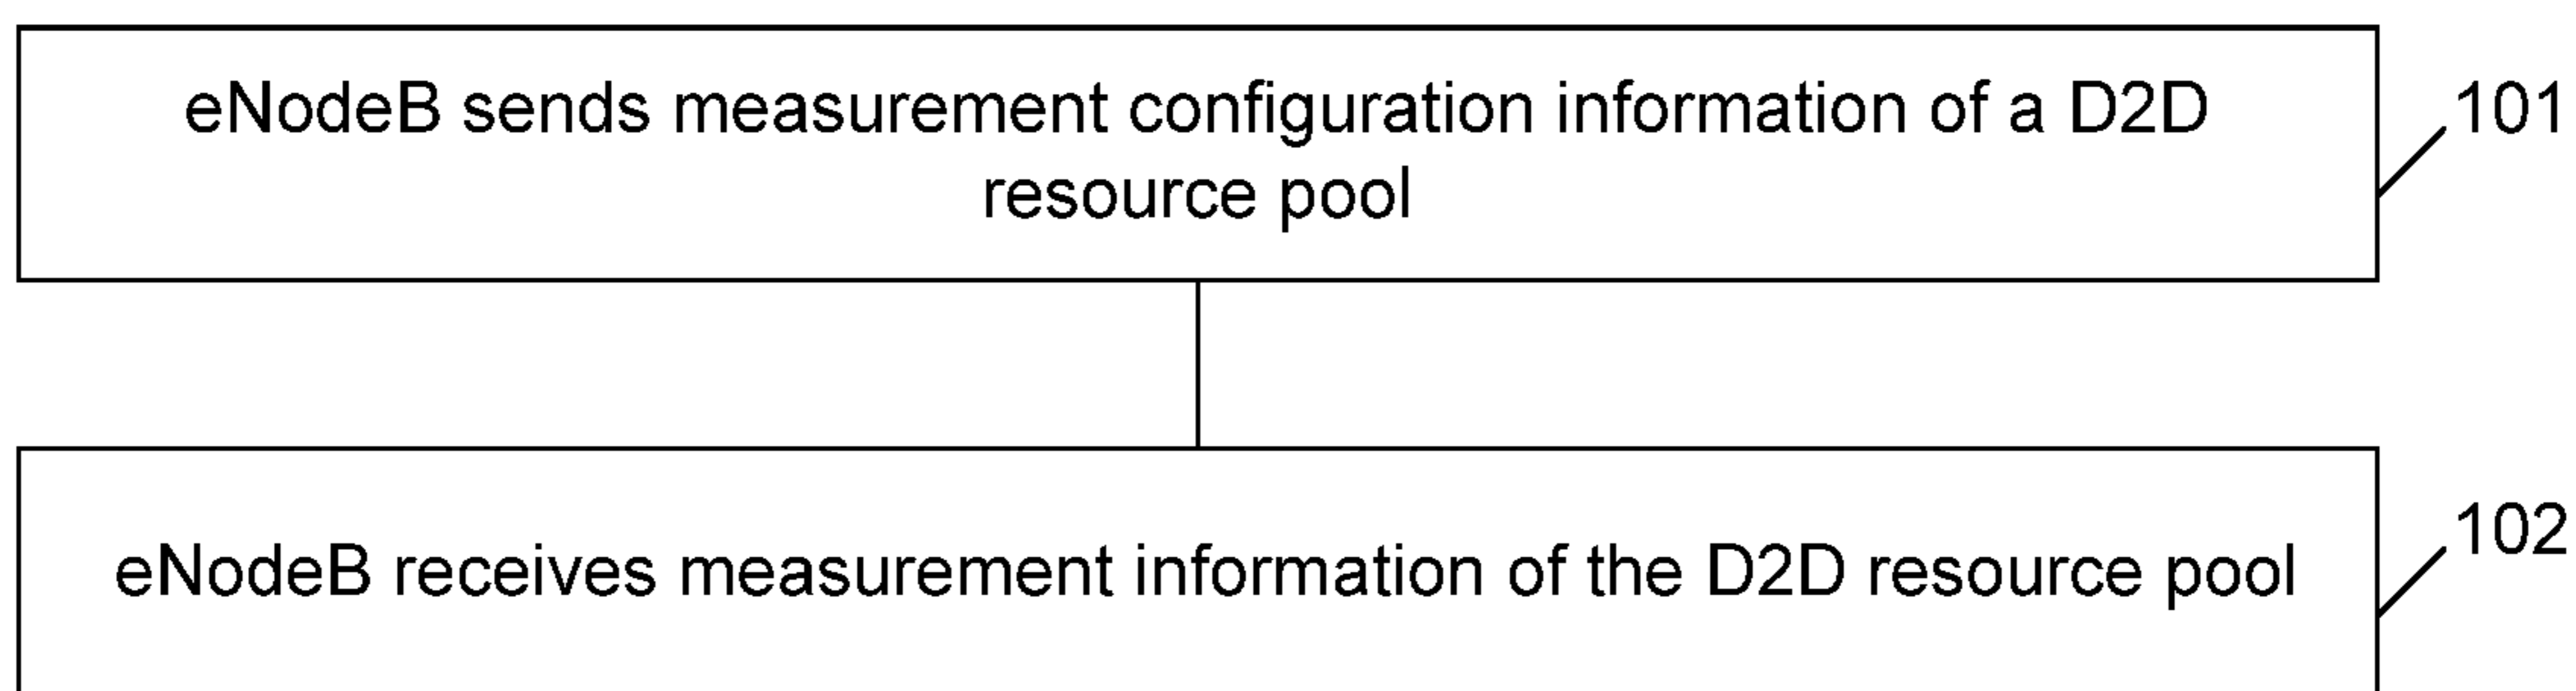 eNodeB sends measurement configuration information of a D2D
resource pool
101
eNodeB receives measurement information of the D2D resource pool
102